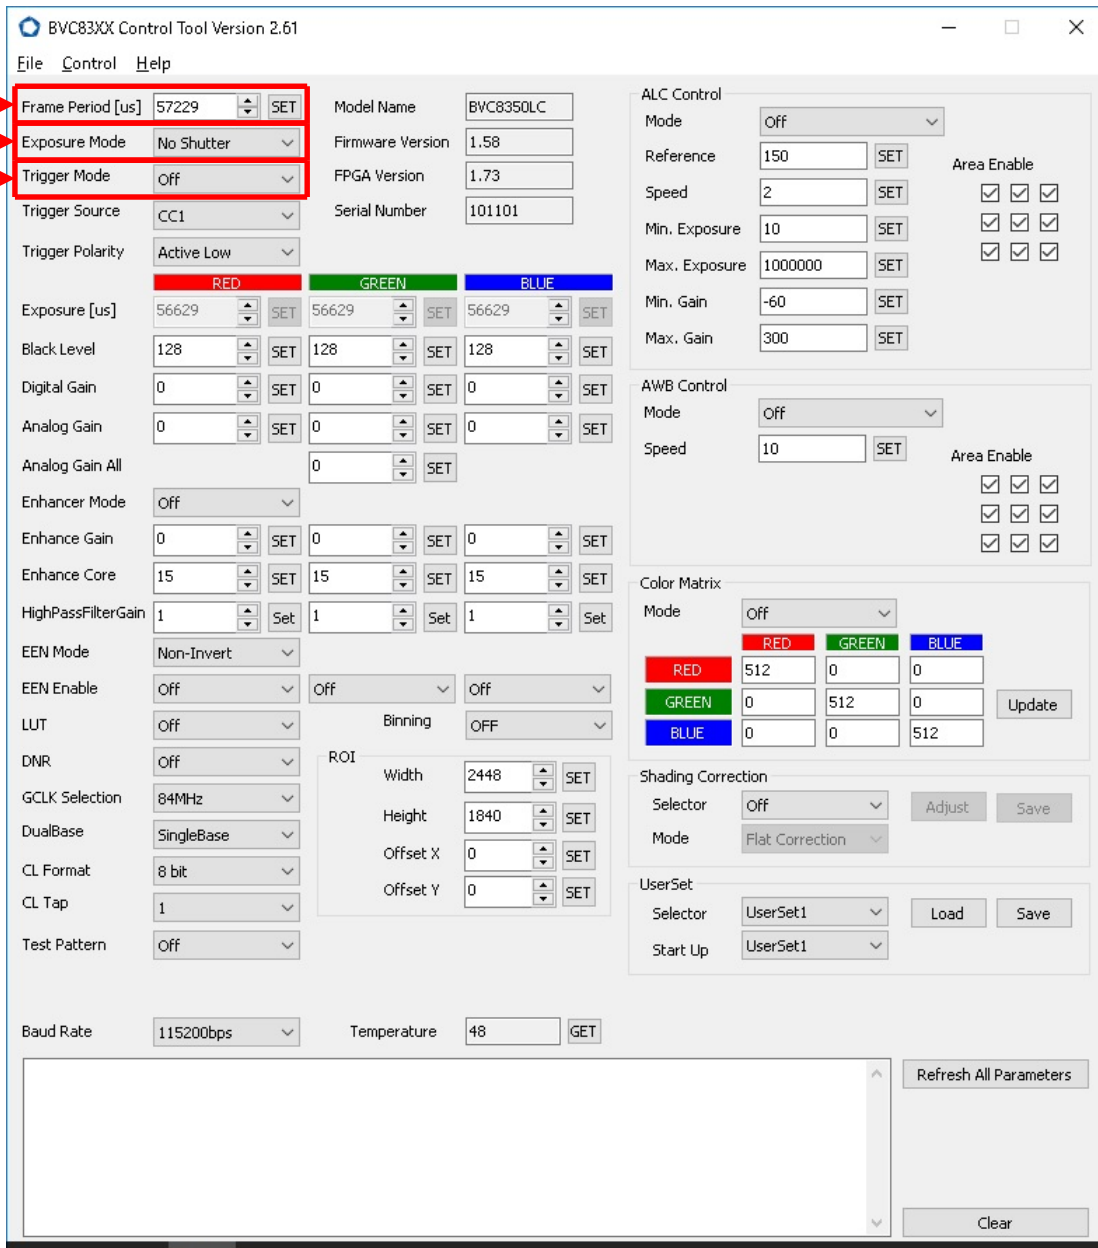 BVC83XX Control Tool Version 2.61
File Control Help
Frame Period [us] 57229 SET
Exposure Mode No Shutter
Trigger Mode Off
Trigger Source CC1
Trigger Polarity Active Low
Model Name BVC8350LC
Firmware Version 1.58
FPGA Version 1.73
Serial Number 101101
RED GREEN BLUE
Exposure [us] 56629 SET 56629 SET 56629 SET
Black Level 128 SET 128 SET 128 SET
Digital Gain 0 SET 0 SET 0 SET
Analog Gain 0 SET 0 SET 0 SET
Analog Gain All 0 SET
Enhancer Mode Off
Enhance Gain 0 SET 0 SET 0 SET
Enhance Core 15 SET 15 SET 15 SET
HighPassFilterGain 1 Set 1 Set 1 Set
EEN Mode Non-Invert
EEN Enable Off Off Off
LUT Off
Binning OFF
DNR Off
GCLK Selection 84MHz
DualBase SingleBase
CL Format 8 bit
CL Tap 1
Test Pattern Off
ROI
Width 2448 SET
Height 1840 SET
Offset X 0 SET
Offset Y 0 SET
Baud Rate 115200bps
Temperature 48 GET
ALC Control
Mode Off
Reference 150 SET
Speed 2 SET
Min. Exposure 10 SET
Max. Exposure 1000000 SET
Min. Gain -60 SET
Max. Gain 300 SET
Area Enable
AWB Control
Mode Off
Speed 10 SET
Area Enable
Color Matrix
Mode Off
RED GREEN BLUE
RED 512 0 0
GREEN 0 512 0
BLUE 0 0 512
Update
Shading Correction
Selector Off Adjust Save
Mode Flat Correction
UserSet
Selector UserSet1 Load Save
Start Up UserSet1
Refresh All Parameters
Clear